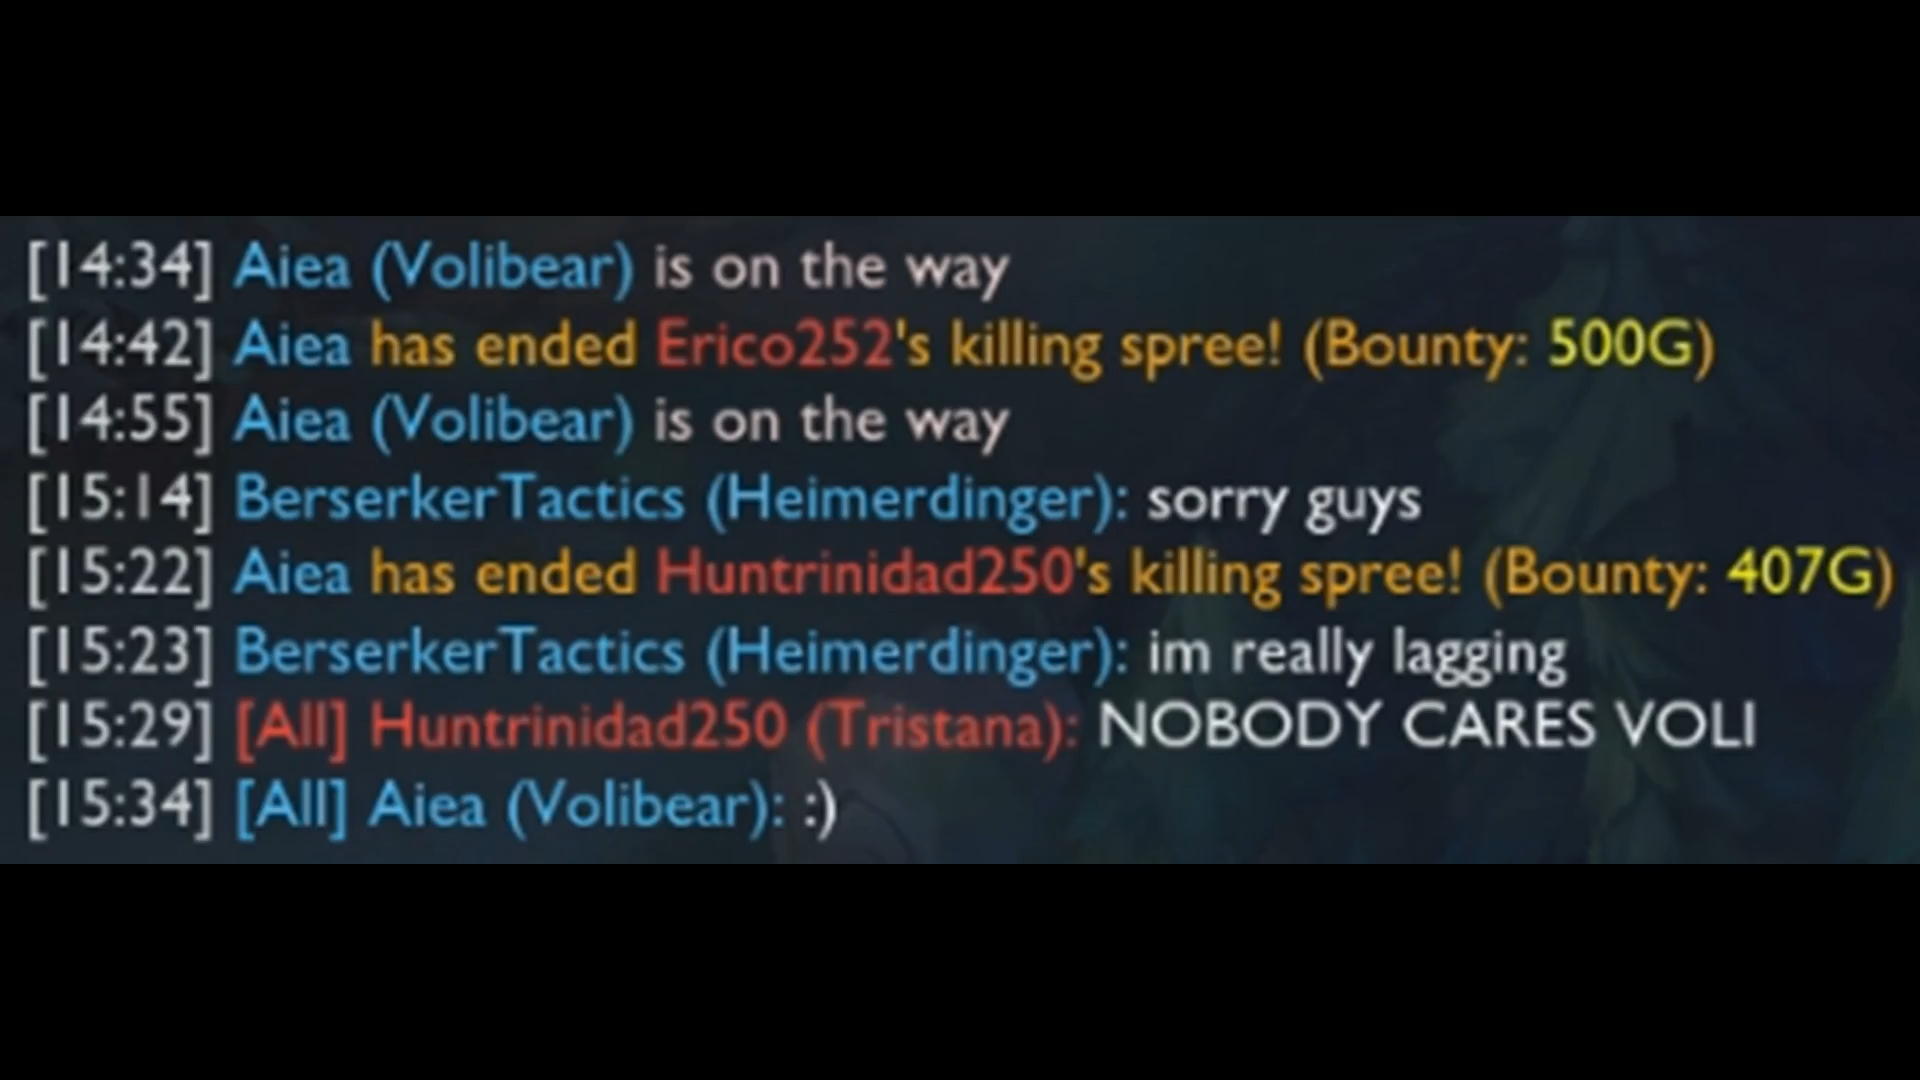 [14:34] Aiea (Volibear) is on the way
[14:42] Aiea has ended Erico252's killing spree! (Bounty: 500G)
[14:55] Aiea (Volibear) is on the way
[15:14] BerserkerTactics (Heimerdinger): sorry guys
[15:22] Aiea has ended Huntrinidad250's killing spree! (Bounty: 407G)
[15:23] BerserkerTactics (Heimerdinger): im really lagging
[15:29] [All] Huntrinidad250 (Tristana): NOBODY CARES VOLI
[15:34] [All] Aiea (Volibear): :)